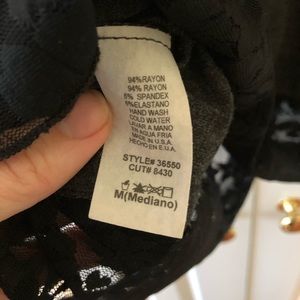 94%RAYON
94%RAYON
6% SPANDEX
6%ELASTANO
HAND WASH
COLD WATER
LAVAR A MANO
EN AGUA FRIA
MADE IN U.S.A.
HECHO EN E.U.A.
STYLE# 36550
CUT# 8430
M(Mediano)